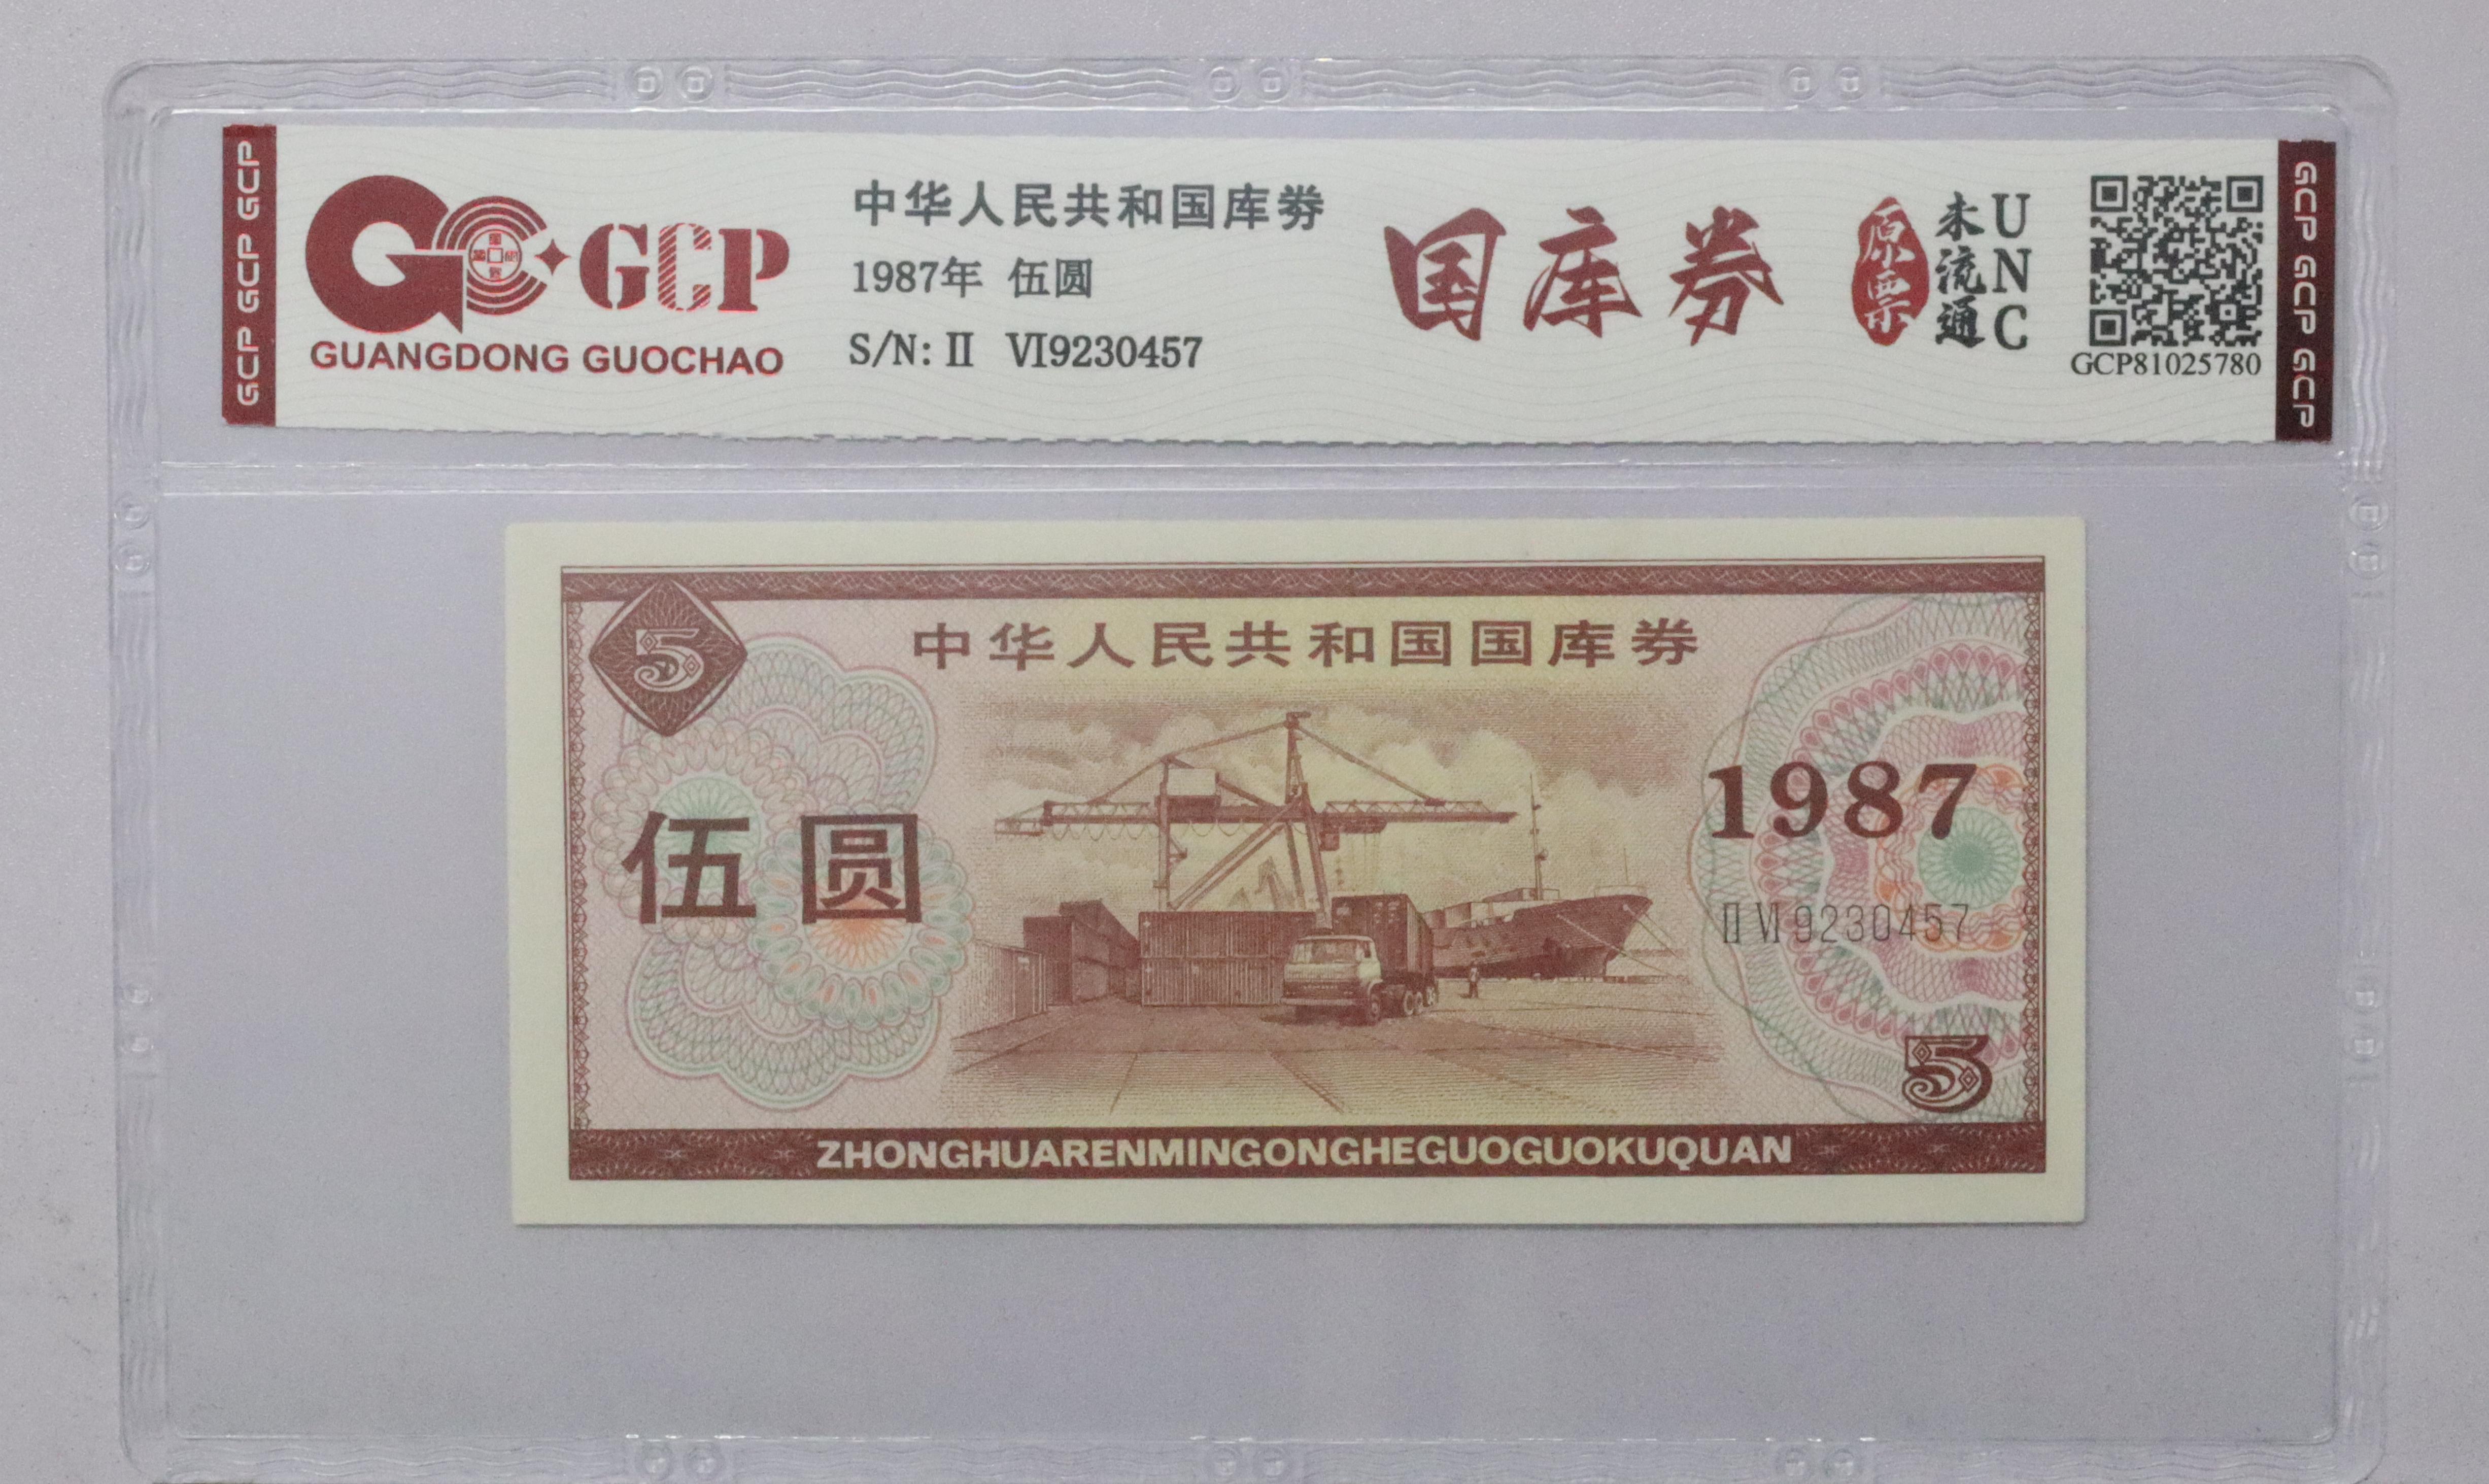 GCP GCP GCP
GCP
GUANGDONG GUOCHAO
中华人民共和国库券
1987年 伍圆
S/N: II VI9230457
国库券
原票
未流通
UNC
GCP81025780
GCP GCP GCP
5
中华人民共和国国库券
伍圆
1987
II VI 9230457
5
ZHONGHUARENMINGONGHEGUOGUOKUQUAN